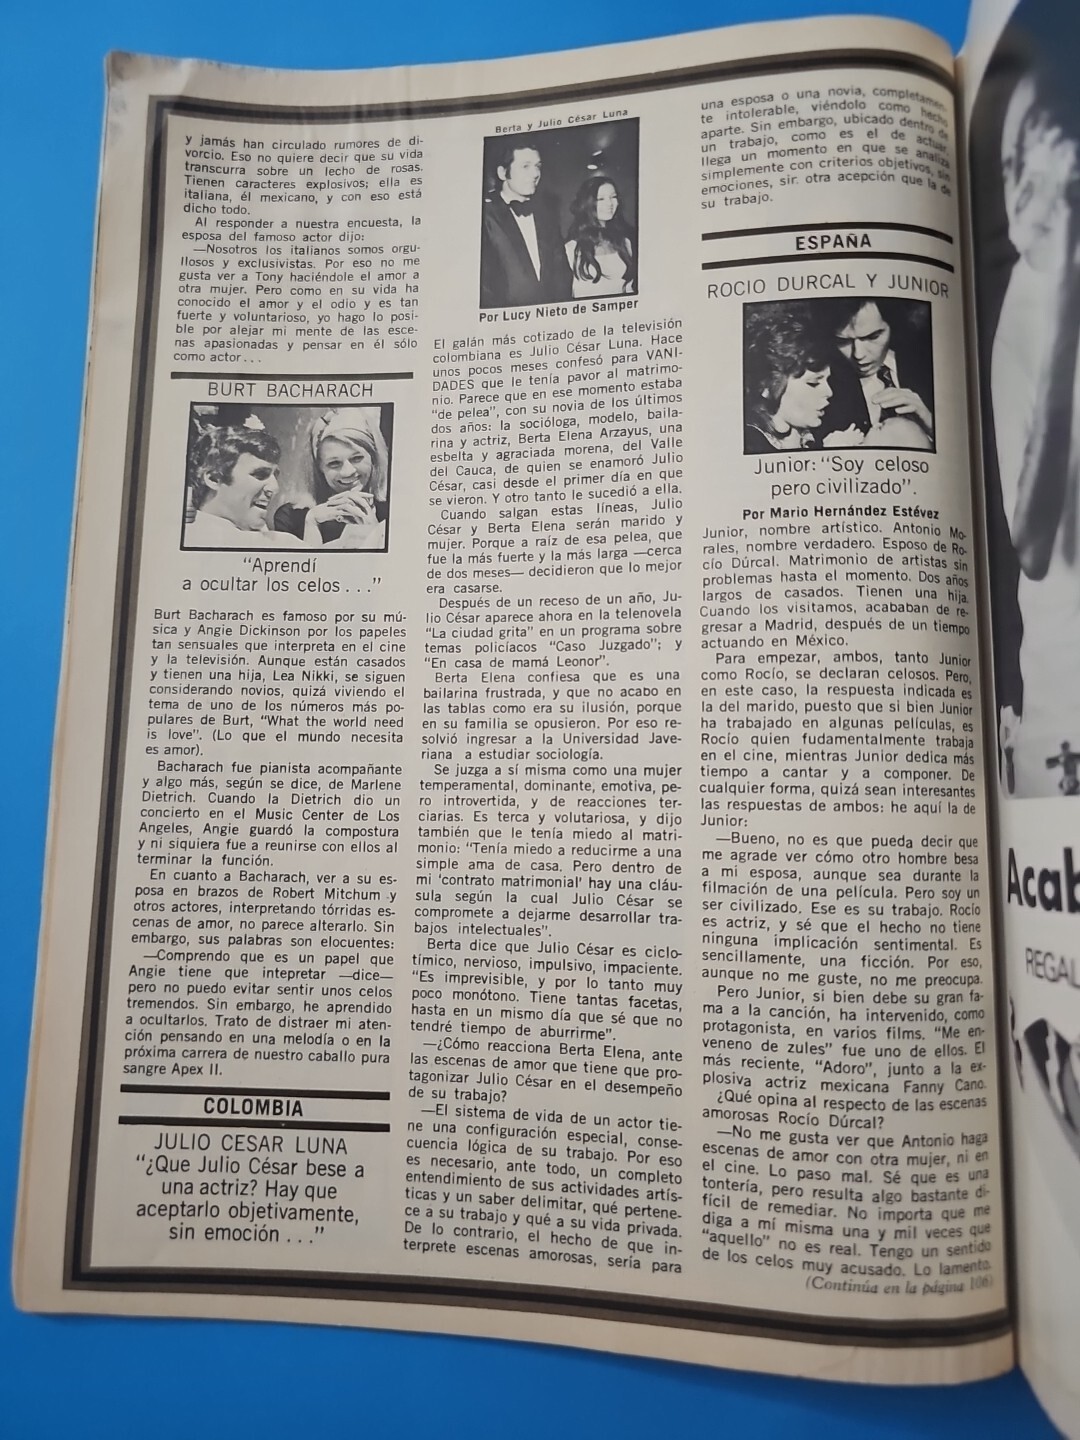 y jamás han circulado rumores de di-
vorcio. Eso no quiere decir que su vida
transcurra sobre un lecho de rosas.
Tienen caracteres explosivos; ella es
italiana, él mexicano, y con eso está
dicho todo.
Al responder a nuestra encuesta, la
esposa del famoso actor dijo:
—Nosotros los italianos somos orgu-
llosos y exclusivistas. Por eso no me
gusta ver a Tony haciéndole el amor a
otra mujer. Pero como en su vida ha
conocido el amor y el odio y es tan
fuerte y voluntarioso, yo hago lo posi-
ble por alejar mi mente de las esce-
nas apasionadas y pensar en él sólo
como actor...
BURT BACHARACH
"Aprendí
a ocultar los celos..."
Burt Bacharach es famoso por su mú-
sica y Angie Dickinson por los papeles
tan sensuales que interpreta en el cine
y la televisión. Aunque están casados
y tienen una hija, Lea Nikki, se siguen
considerando novios, quizá viviendo el
tema de uno de los números más po-
pulares de Burt, "What the world need
is love". (Lo que el mundo necesita
es amor).
Bacharach fue pianista acompañante
y algo más, según se dice, de Marlene
Dietrich. Cuando la Dietrich dio un
concierto en el Music Center de Los
Angeles, Angie guardó la compostura
y ni siquiera fue a reunirse con ellos al
terminar la función.
En cuanto a Bacharach, ver a su es-
posa en brazos de Robert Mitchum y
otros actores, interpretando tórridas es-
cenas de amor, no parece alterarlo. Sin
embargo, sus palabras son elocuentes:
—Comprendo que es un papel que
Angie tiene que intepretar —dice—
pero no puedo evitar sentir unos celos
tremendos. Sin embargo, he aprendido
a ocultarlos. Trato de distraer mi aten-
ción pensando en una melodía o en la
próxima carrera de nuestro caballo pura
sangre Apex II.
COLOMBIA
JULIO CESAR LUNA
"¿Que Julio César bese a
una actriz? Hay que
aceptarlo objetivamente,
sin emoción..."
Berta y Julio César Luna
Por Lucy Nieto de Samper
El galán más cotizado de la televisión
colombiana es Julio César Luna. Hace
unos pocos meses confesó para VANI-
DADES que le tenía pavor al matrimo-
nio. Parece que en ese momento estaba
"de pelea", con su novia de los últimos
dos años: la socióloga, modelo, baila-
rina y actriz, Berta Elena Arzayus, una
esbelta y agraciada morena, del Valle
del Cauca, de quien se enamoró Julio
César, casi desde el primer día en que
se vieron. Y otro tanto le sucedió a ella.
Cuando salgan estas líneas, Julio
César y Berta Elena serán marido y
mujer. Porque a raíz de esa pelea, que
fue la más fuerte y la más larga —cerca
de dos meses— decidieron que lo mejor
era casarse.
Después de un receso de un año, Ju-
lio César aparece ahora en la telenovela
"La ciudad grita" en un programa sobre
temas policíacos "Caso Juzgado"; y
"En casa de mamá Leonor".
Berta Elena confiesa que es una
bailarina frustrada, y que no acabo en
las tablas como era su ilusión, porque
en su familia se opusieron. Por eso re-
solvió ingresar a la Universidad Jave-
riana a estudiar sociología.
Se juzga a sí misma como una mujer
temperamental, dominante, emotiva, pe-
ro introvertida, y de reacciones ter-
ciarias. Es terca y volutariosa, y dijo
también que le tenía miedo al matri-
monio: "Tenía miedo a reducirme a una
simple ama de casa. Pero dentro de
mi 'contrato matrimonial' hay una cláu-
sula según la cual Julio César se
compromete a dejarme desarrollar tra-
bajos intelectuales".
Berta dice que Julio César es ciclo-
tímico, nervioso, impulsivo, impaciente.
"Es imprevisible, y por lo tanto muy
poco monótono. Tiene tantas facetas,
hasta en un mismo día que sé que no
tendré tiempo de aburrirme".
—¿Cómo reacciona Berta Elena, ante
las escenas de amor que tiene que pro-
tagonizar Julio César en el desempeño
de su trabajo?
—El sistema de vida de un actor tie-
ne una configuración especial, conse-
cuencia lógica de su trabajo. Por eso
es necesario, ante todo, un completo
entendimiento de sus actividades artís-
ticas y un saber delimitar, qué pertene-
ce a su trabajo y qué a su vida privada.
De lo contrario, el hecho de que in-
terprete escenas amorosas, sería para
una esposa o una novia, completamen-
te intolerable, viéndolo como hecho
aparte. Sin embargo, ubicado dentro de
un trabajo, como es el de actuar,
llega un momento en que se analiza
simplemente con criterios objetivos, sin
emociones, sin otra acepción que la de
su trabajo.
ESPAÑA
ROCIO DURCAL Y JUNIOR
Junior: "Soy celoso
pero civilizado".
Por Mario Hernández Estévez
Junior, nombre artístico. Antonio Mo-
rales, nombre verdadero. Esposo de Ro-
cío Dúrcal. Matrimonio de artistas sin
problemas hasta el momento. Dos años
largos de casados. Tienen una hija.
Cuando los visitamos, acababan de re-
gresar a Madrid, después de un tiempo
actuando en México.
Para empezar, ambos, tanto Junior
como Rocío, se declaran celosos. Pero,
en este caso, la respuesta indicada es
la del marido, puesto que si bien Junior
ha trabajado en algunas películas, es
Rocío quien fudamentalmente trabaja
en el cine, mientras Junior dedica más
tiempo a cantar y a componer. De
cualquier forma, quizá sean interesantes
las respuestas de ambos: he aquí la de
Junior:
—Bueno, no es que pueda decir que
me agrade ver cómo otro hombre besa
a mi esposa, aunque sea durante la
filmación de una película. Pero soy un
ser civilizado. Ese es su trabajo. Rocío
es actriz, y sé que el hecho no tiene
ninguna implicación sentimental. Es
sencillamente, una ficción. Por eso,
aunque no me guste, no me preocupa.
Pero Junior, si bien debe su gran fa-
ma a la canción, ha intervenido, como
protagonista, en varios films. "Me en-
veneno de zules" fue uno de ellos. El
más reciente, "Adoro", junto a la ex-
plosiva actriz mexicana Fanny Cano.
¿Qué opina al respecto de las escenas
amorosas Rocío Dúrcal?
—No me gusta ver que Antonio haga
escenas de amor con otra mujer, ni en
el cine. Lo paso mal. Sé que es una
tontería, pero resulta algo bastante di-
fícil de remediar. No importa que me
diga a mí misma una y mil veces que
"aquello" no es real. Tengo un sentido
de los celos muy acusado. Lo lamento.
(Continúa en la página 106)
Acab
REGAL